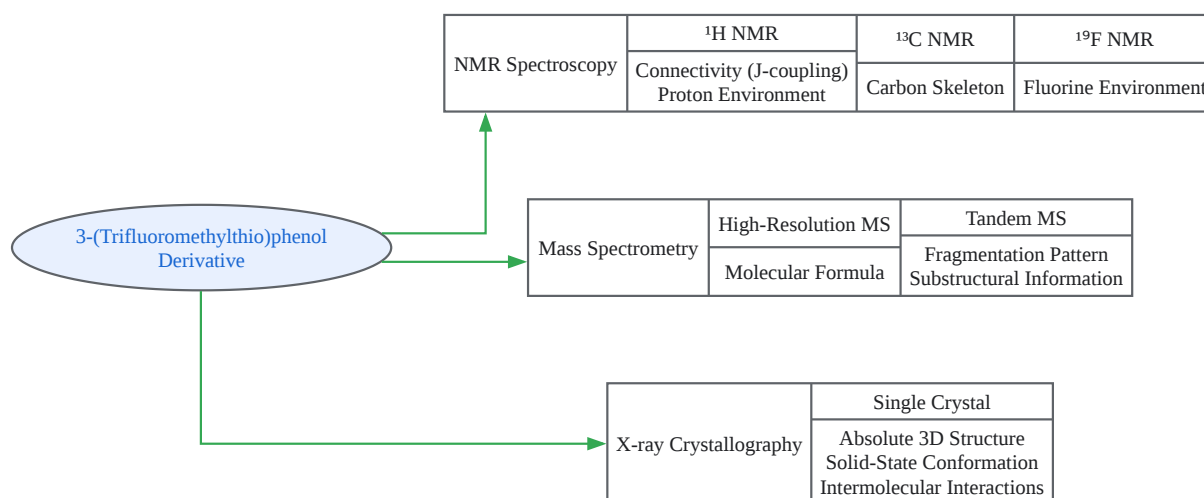 ¹H NMR
¹³C NMR
¹⁹F NMR
NMR Spectroscopy
Connectivity (J-coupling)
Proton Environment
Carbon Skeleton
Fluorine Environment
3-(Trifluoromethylthio)phenol
Derivative
Mass Spectrometry
High-Resolution MS
Molecular Formula
Tandem MS
Fragmentation Pattern
Substructural Information
X-ray Crystallography
Single Crystal
Absolute 3D Structure
Solid-State Conformation
Intermolecular Interactions